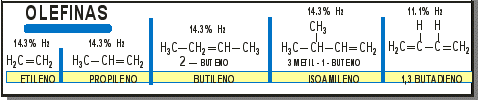 OLEFINAS
14.3% H₂
H₂C=CH₂
ETILENO
14.3% H₂
H₃C—CH=CH₂
PROPILENO
14.3% H₂
H₃C—CH₂=CH—CH₃
2 — BUTENO
BUTILENO
14.3% H₂
CH₃
H₃C—CH—CH=CH₂
3 METIL - 1 - BUTENO
ISOAMILENO
11.1% H₂
H H
H₂C=C—C=CH₂
1,3 BUTADIENO